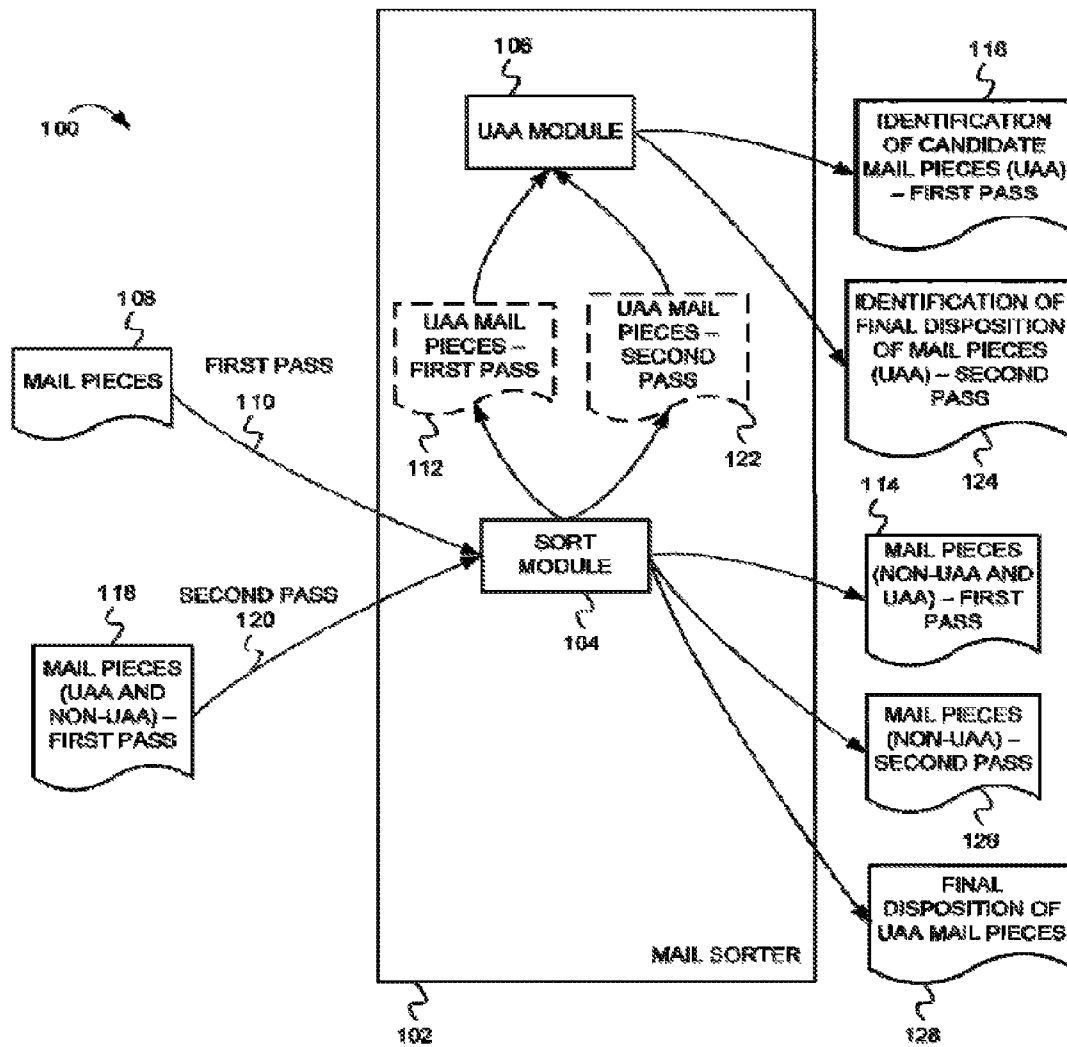 100
108
MAIL PIECES
FIRST PASS
110
118
MAIL PIECES
(UAA AND
NON-UAA) –
FIRST PASS
SECOND PASS
120
106
UAA MODULE
UAA MAIL
PIECES –
FIRST PASS
112
UAA MAIL
PIECES –
SECOND
PASS
122
SORT
MODULE
104
MAIL SORTER
102
116
IDENTIFICATION
OF CANDIDATE
MAIL PIECES (UAA)
– FIRST PASS
IDENTIFICATION OF
FINAL DISPOSITION
OF MAIL PIECES
(UAA) – SECOND
PASS
124
114
MAIL PIECES
(NON-UAA AND
UAA) – FIRST
PASS
MAIL PIECES
(NON-UAA) –
SECOND PASS
126
FINAL
DISPOSITION OF
UAA MAIL PIECES
128